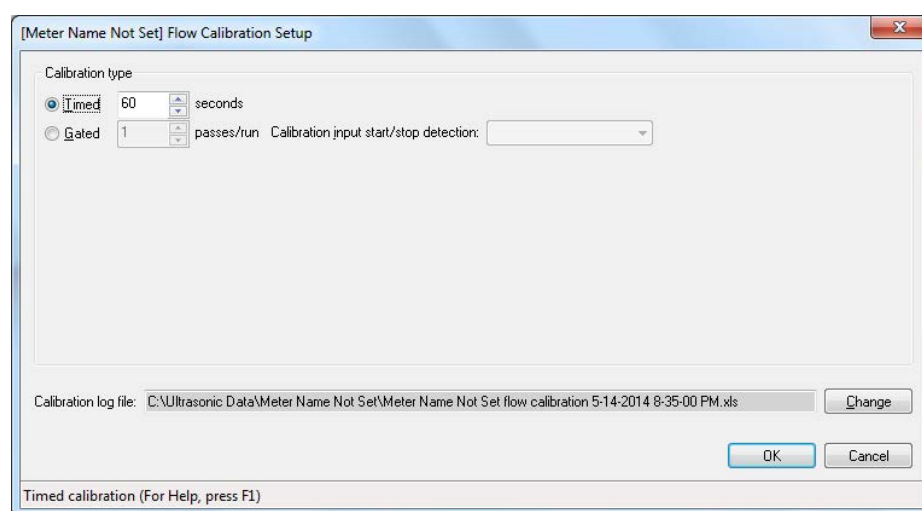 [Meter Name Not Set] Flow Calibration Setup
Calibration type
Timed 60 seconds
Gated 1 passes/run Calibration input start/stop detection:
Calibration log file: C:\Ultrasonic Data\Meter Name Not Set\Meter Name Not Set flow calibration 5-14-2014 8-35-00 PM.xls Change
OK Cancel
Timed calibration (For Help, press F1)